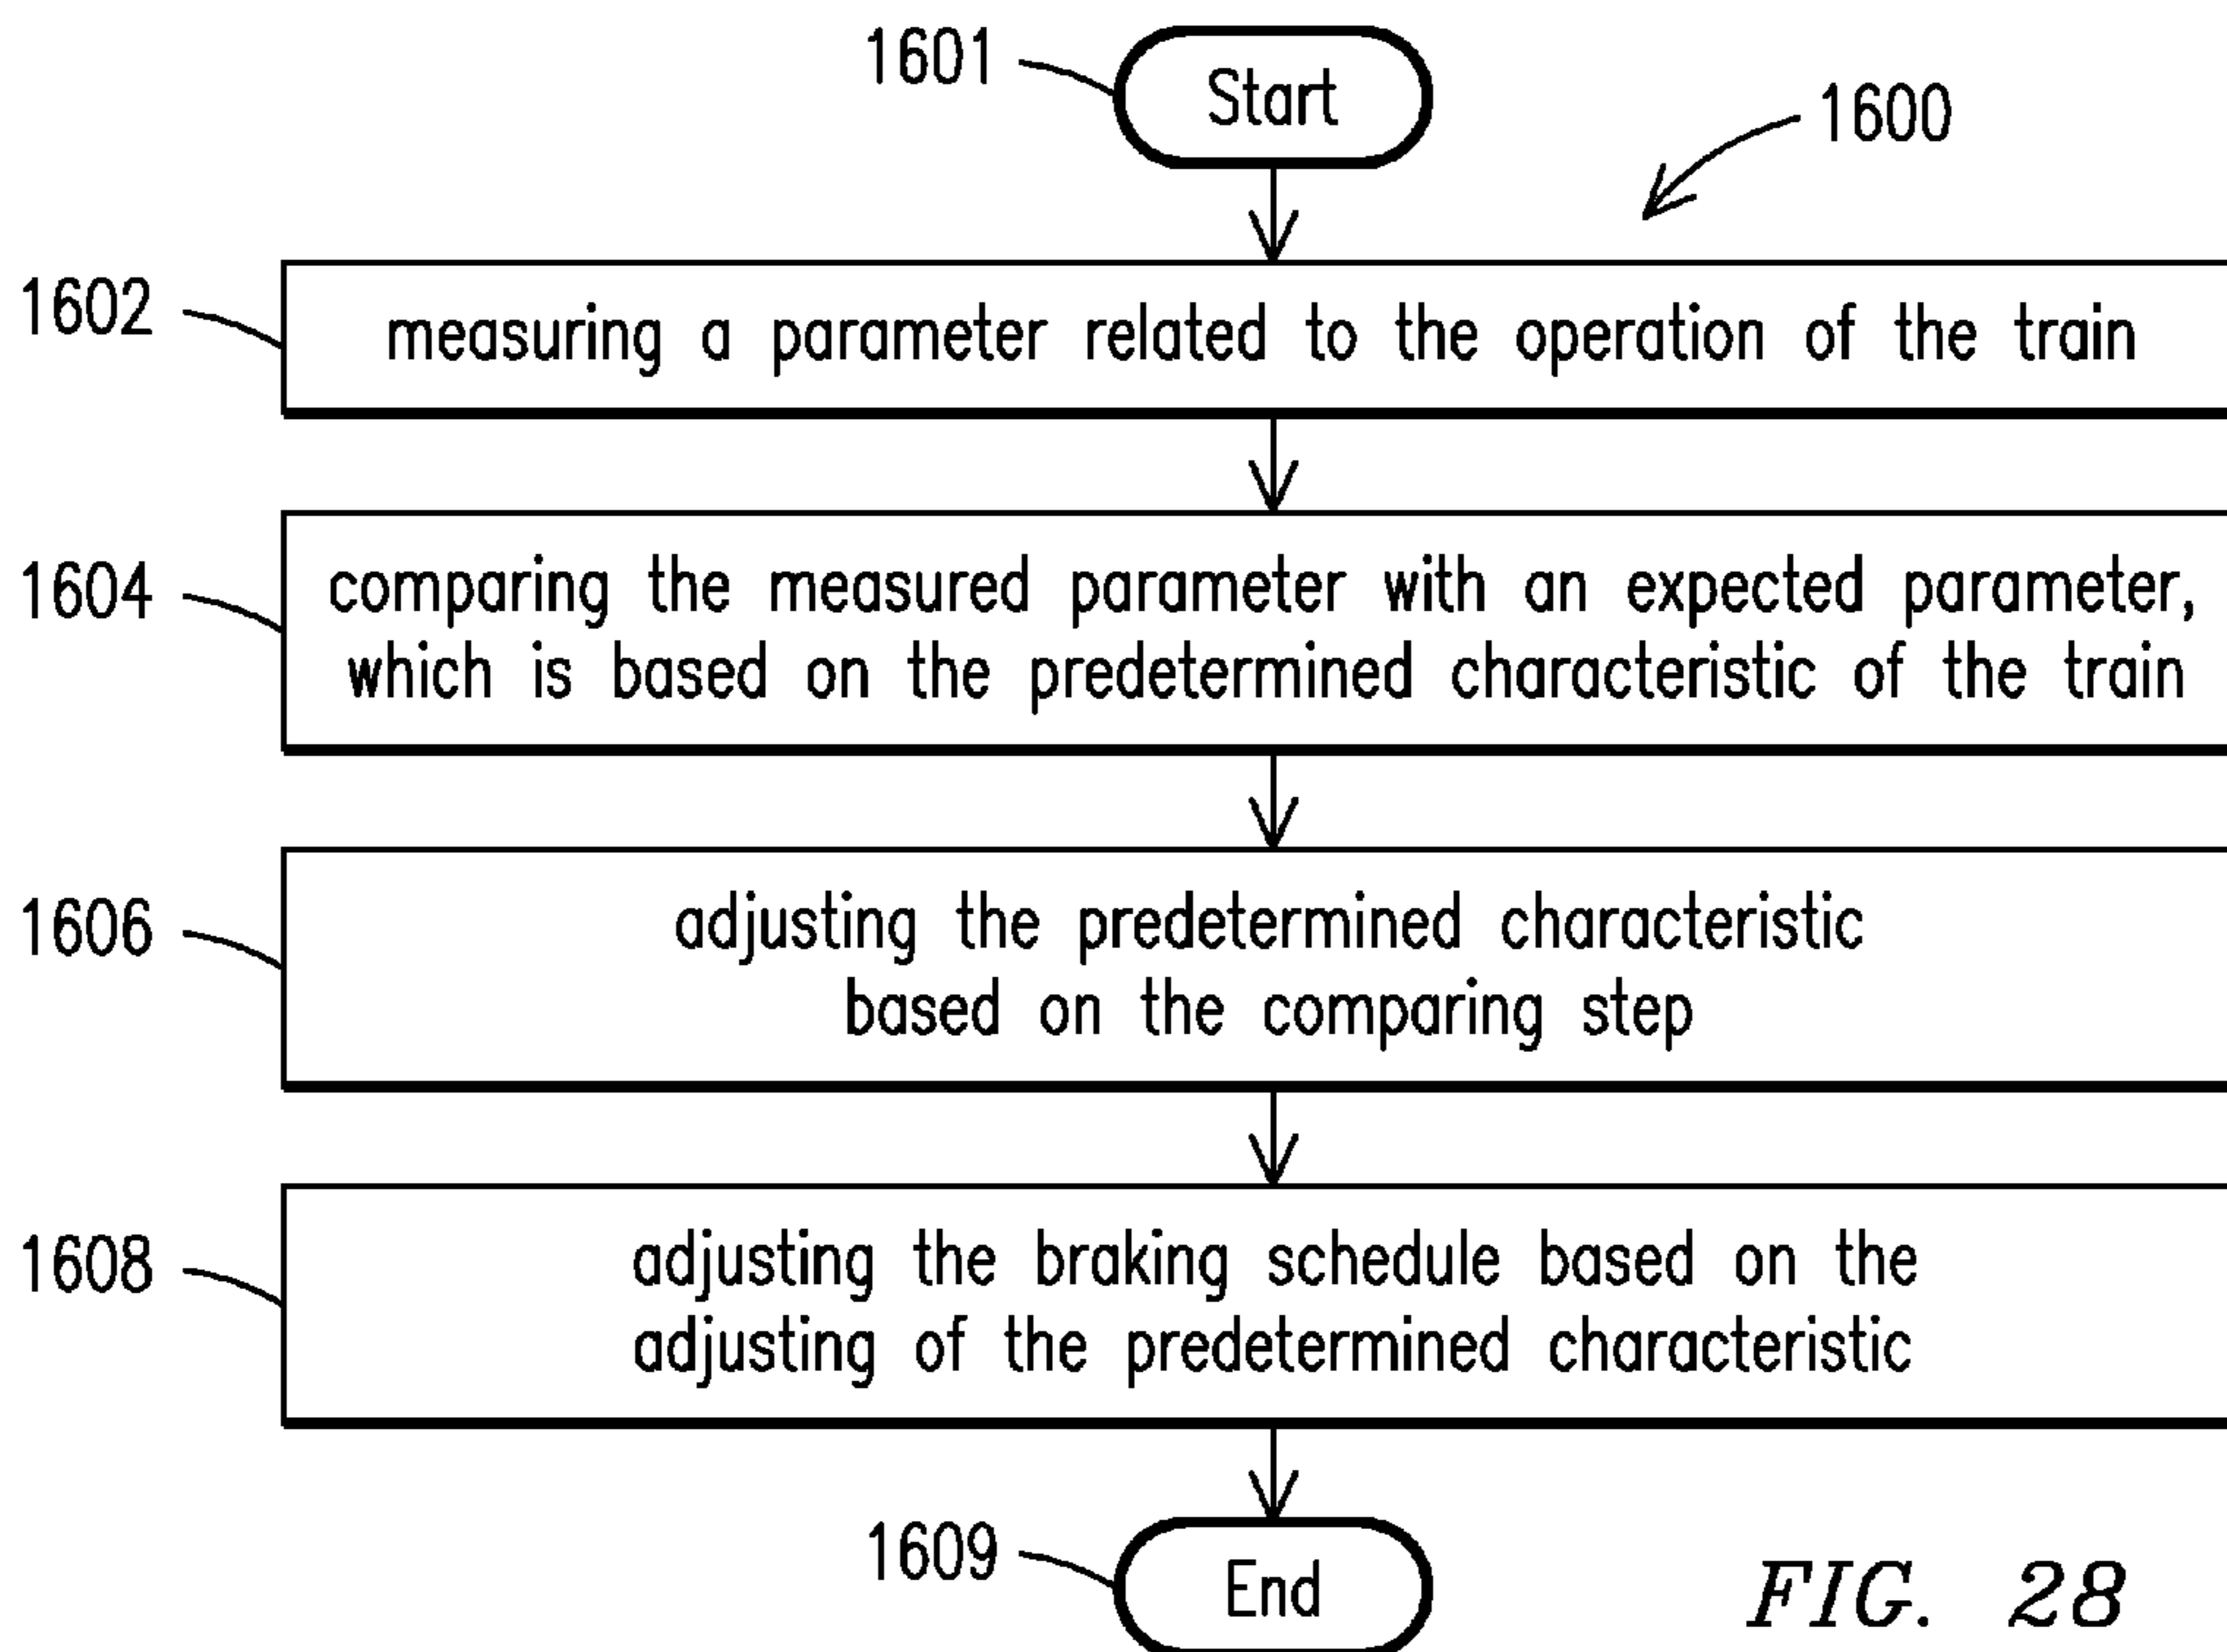 1601
Start
1600
1602
measuring a parameter related to the operation of the train
1604
comparing the measured parameter with an expected parameter,
which is based on the predetermined characteristic of the train
1606
adjusting the predetermined characteristic
based on the comparing step
1608
adjusting the braking schedule based on the
adjusting of the predetermined characteristic
1609
End
FIG. 28